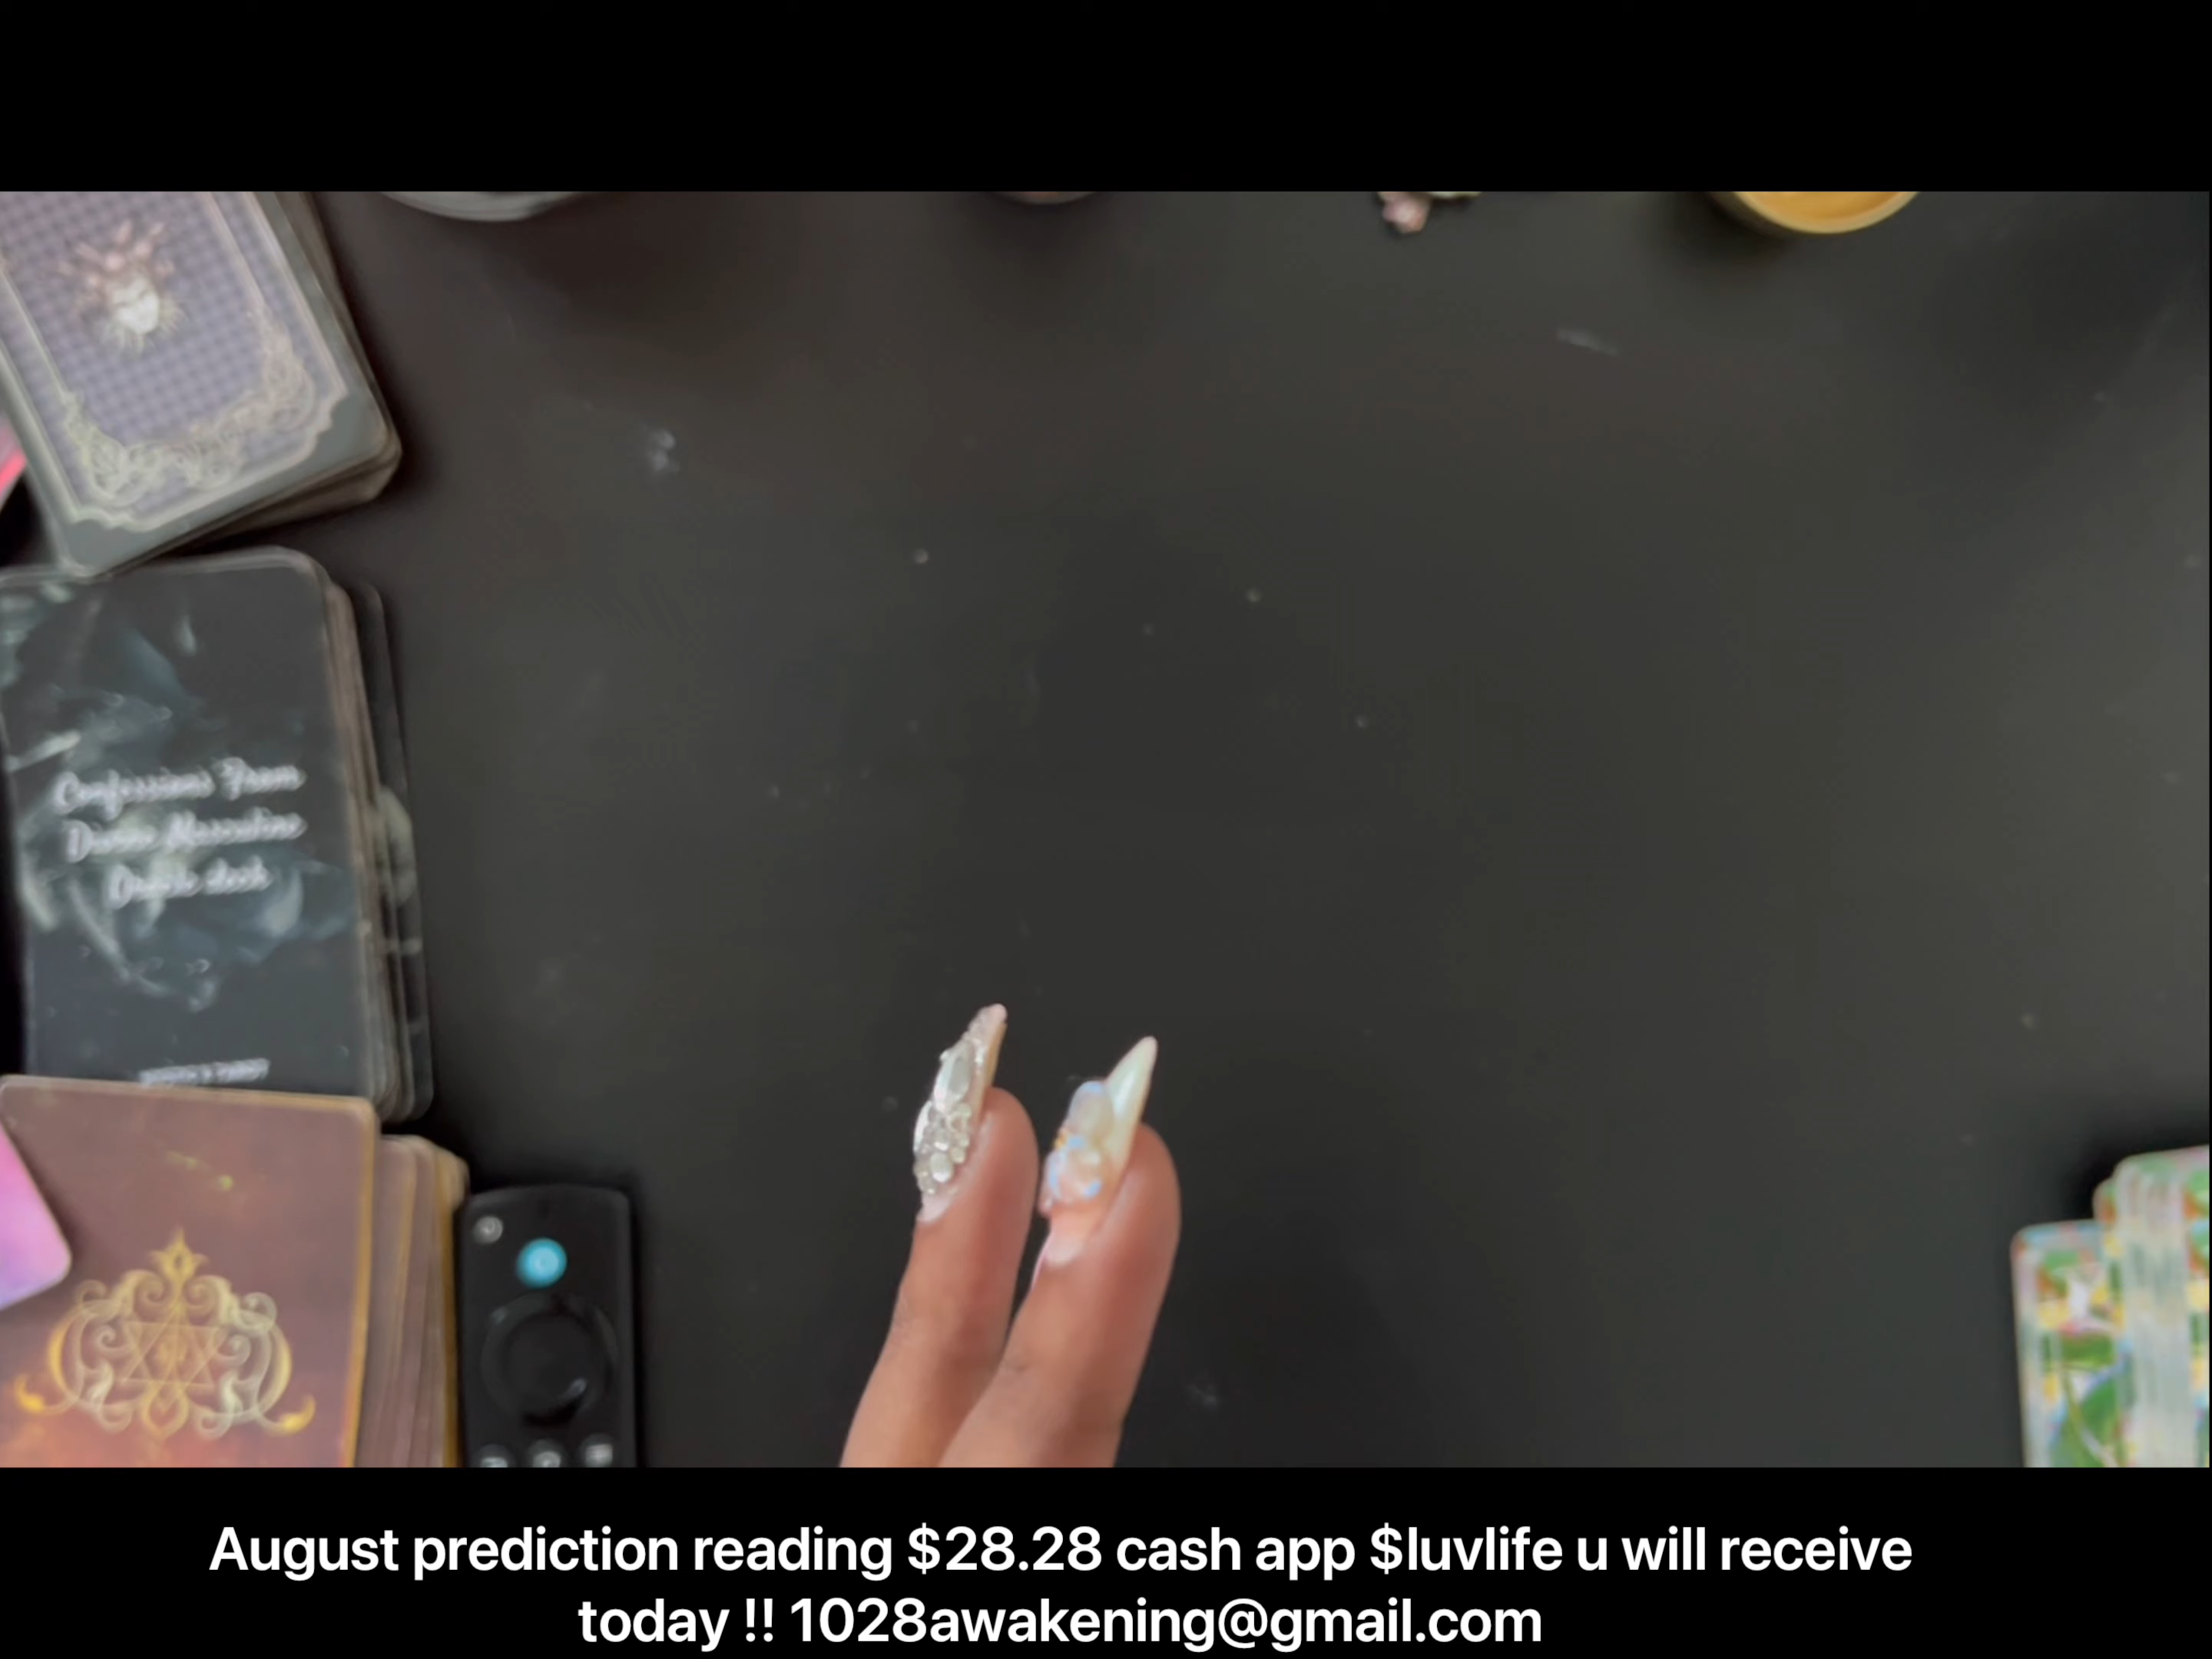 Confessions From
Divine Masculine
Oracle deck
August prediction reading $28.28 cash app $luvlife u will receive
today !! 1028awakening@gmail.com